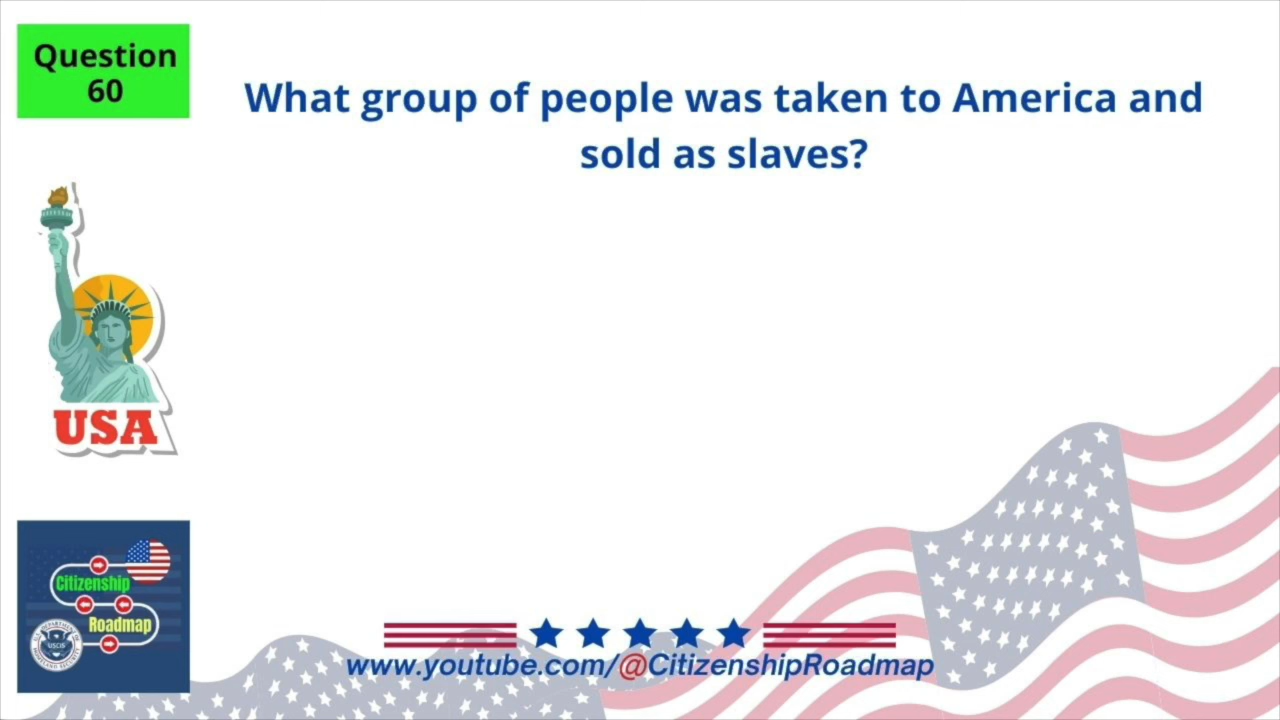 Question
60
What group of people was taken to America and
sold as slaves?
USA
Citizenship
Roadmap
USCIS
www.youtube.com/@CitizenshipRoadmap